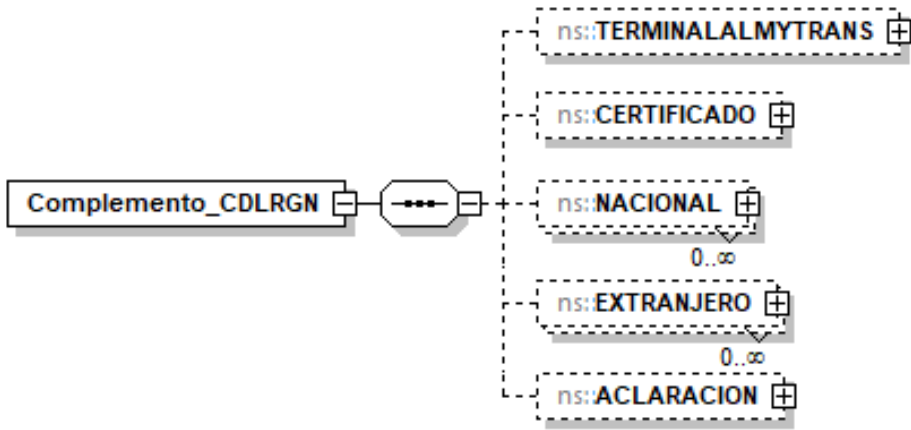 ns::TERMINALALMYTRANS
ns::CERTIFICADO
Complemento_CDLRGN
ns::NACIONAL
0..∞
ns::EXTRANJERO
0..∞
ns::ACLARACION